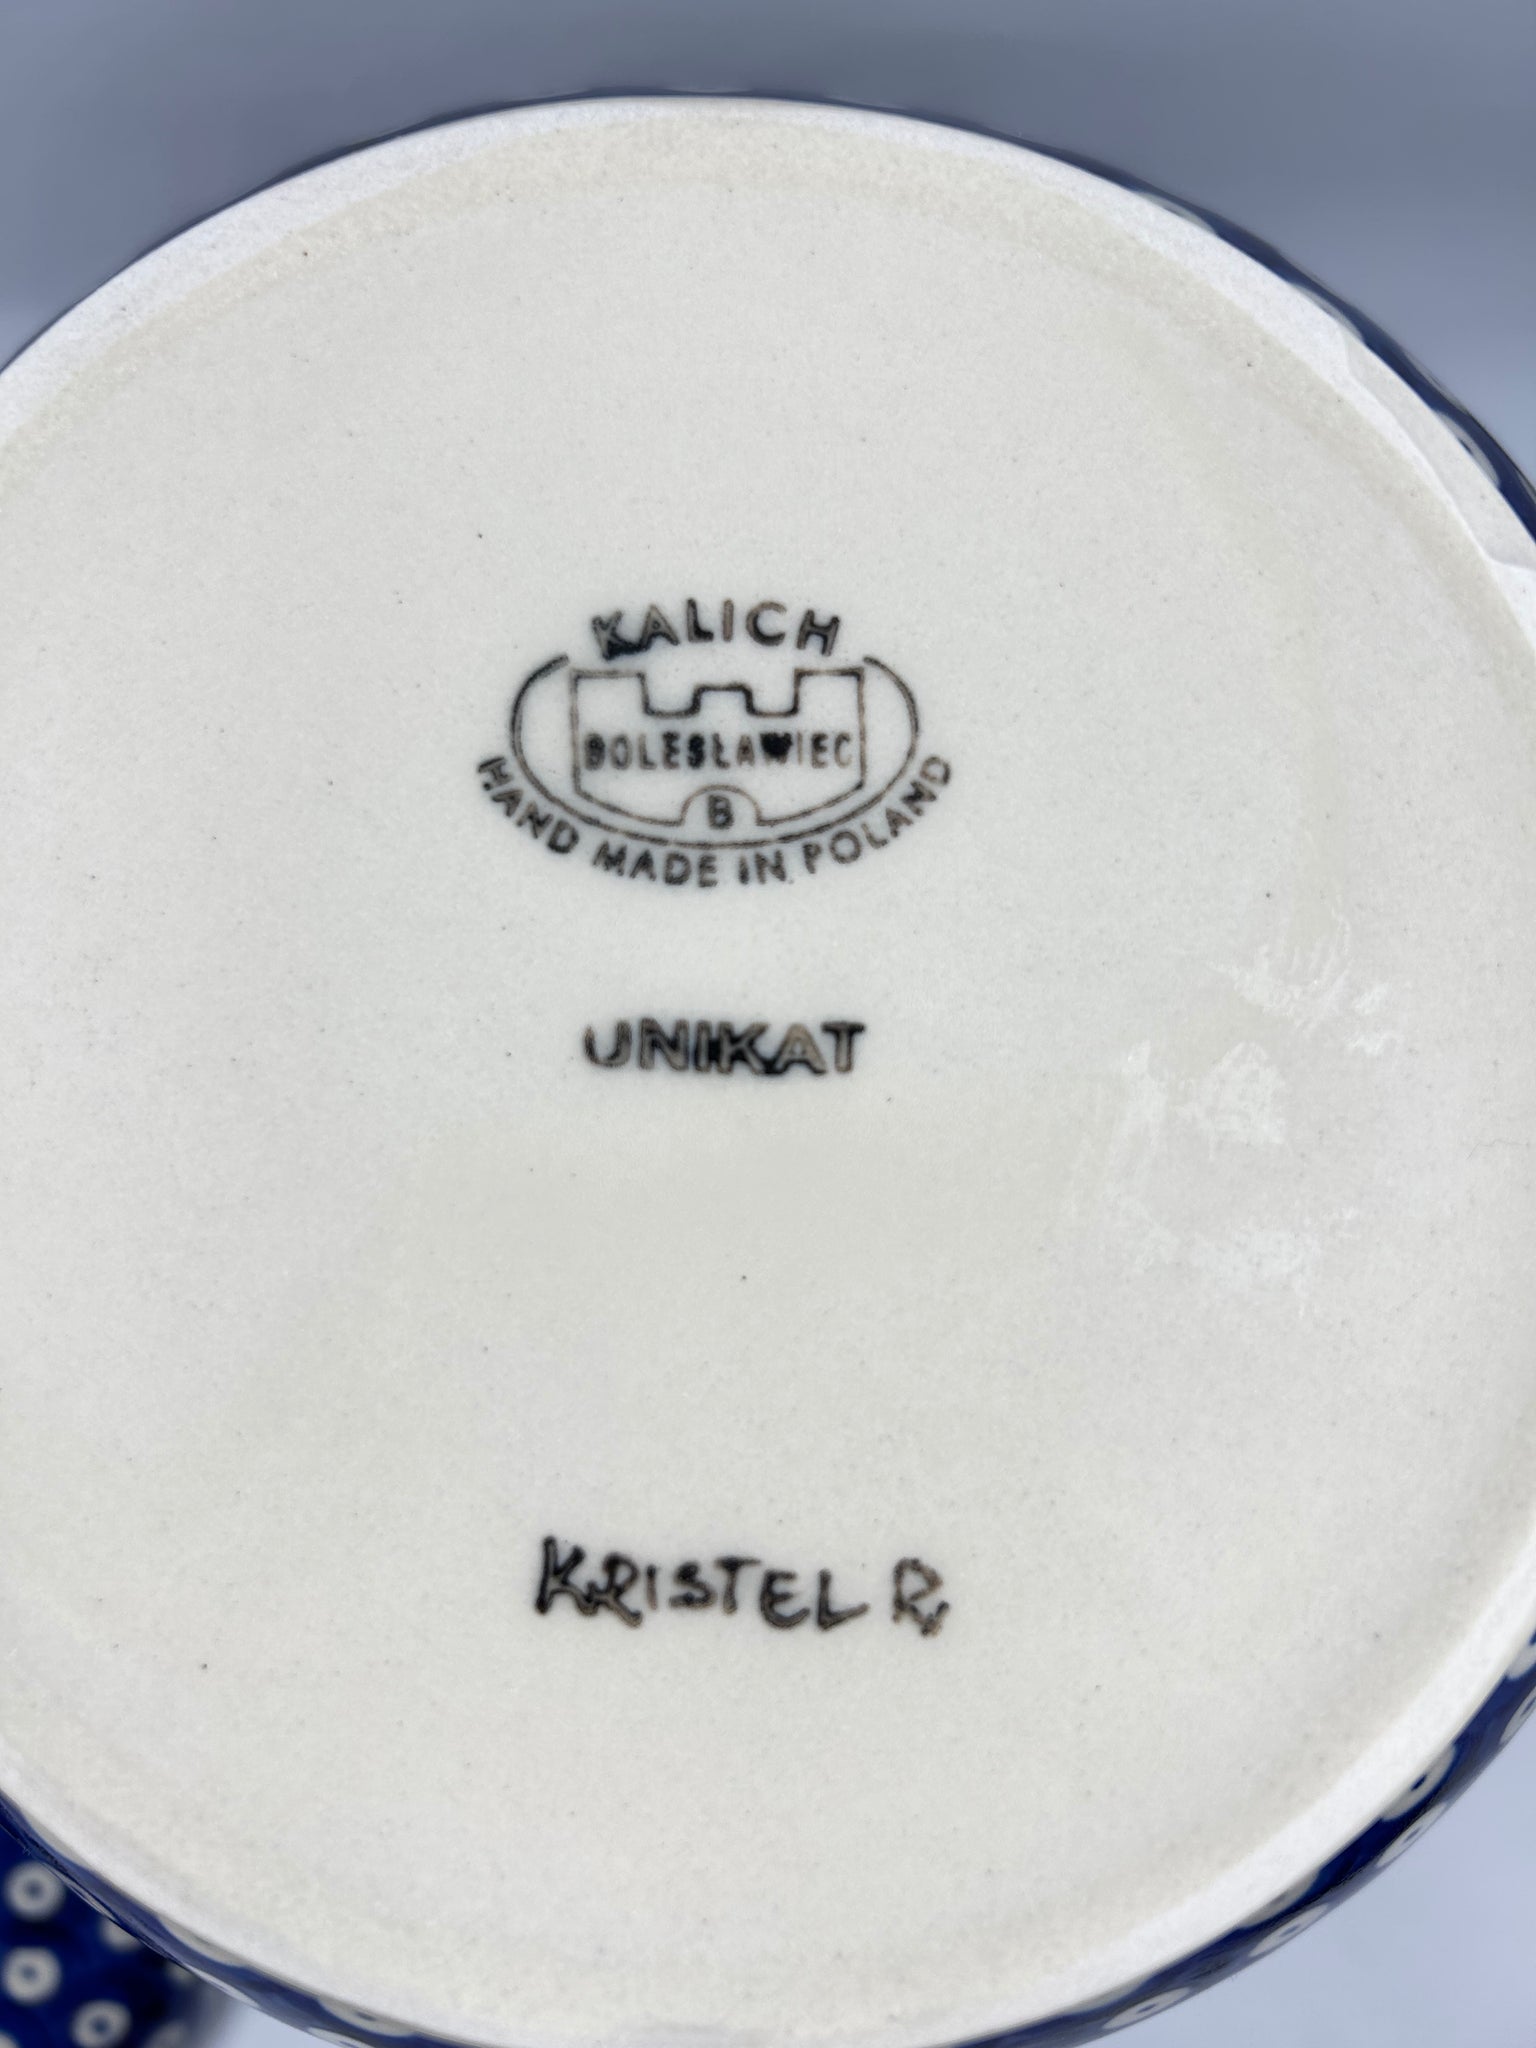 KALICH
BOLESŁAWIEC
B
HAND MADE IN POLAND
UNIKAT
KRISTEL R.